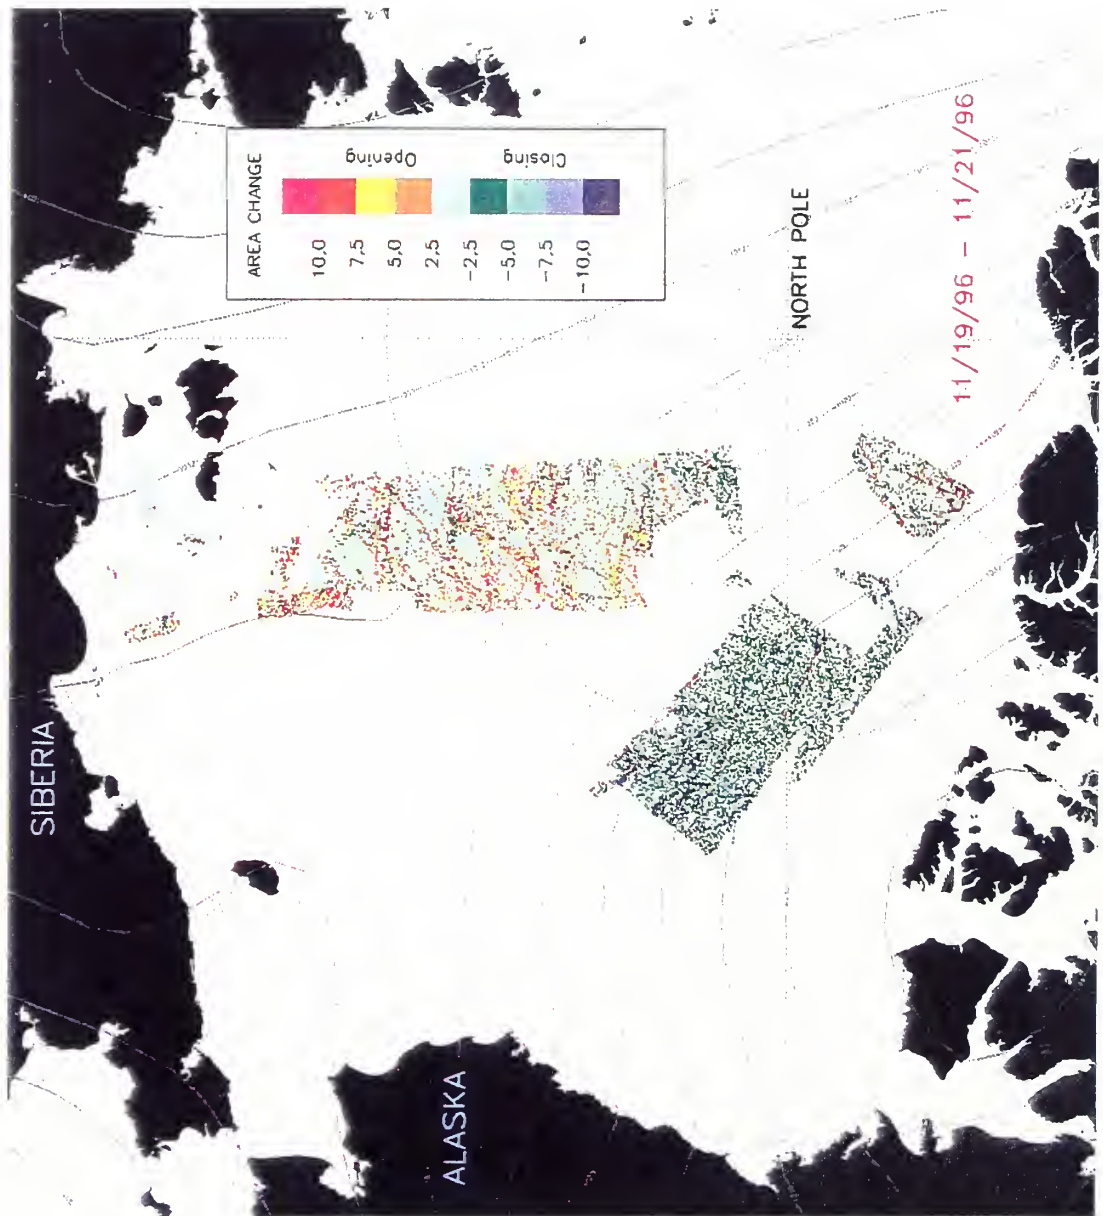 SIBERIA
ALASKA
AREA CHANGE
Opening
Closing
10.0
7.5
5.0
2.5
-2.5
-5.0
-7.5
-10.0
NORTH POLE
11/19/96 - 11/21/96